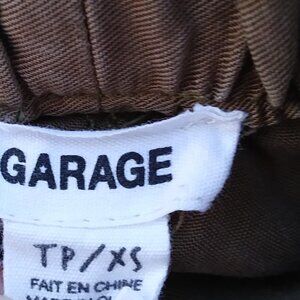 GARAGE
TP/XS
FAIT EN CHINE